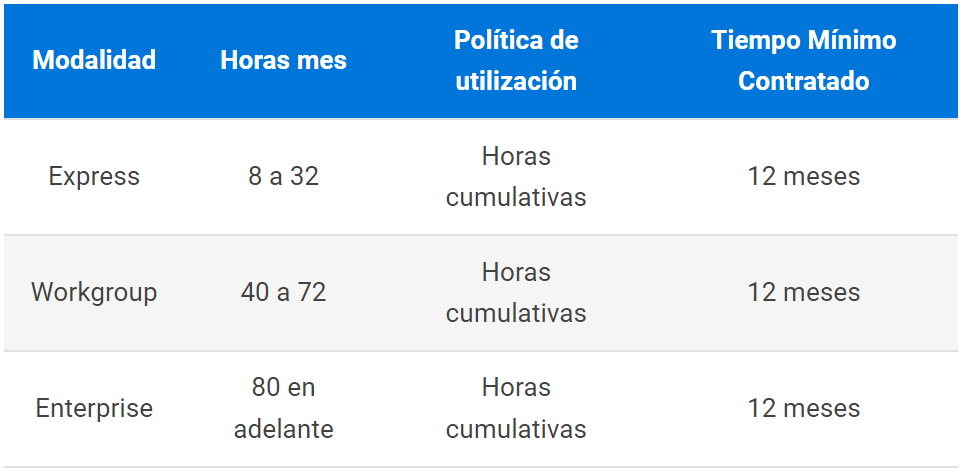 Modalidad Horas mes Política de utilización Tiempo Mínimo Contratado
Express 8 a 32 Horas cumulativas 12 meses
Workgroup 40 a 72 Horas cumulativas 12 meses
Enterprise 80 en adelante Horas cumulativas 12 meses